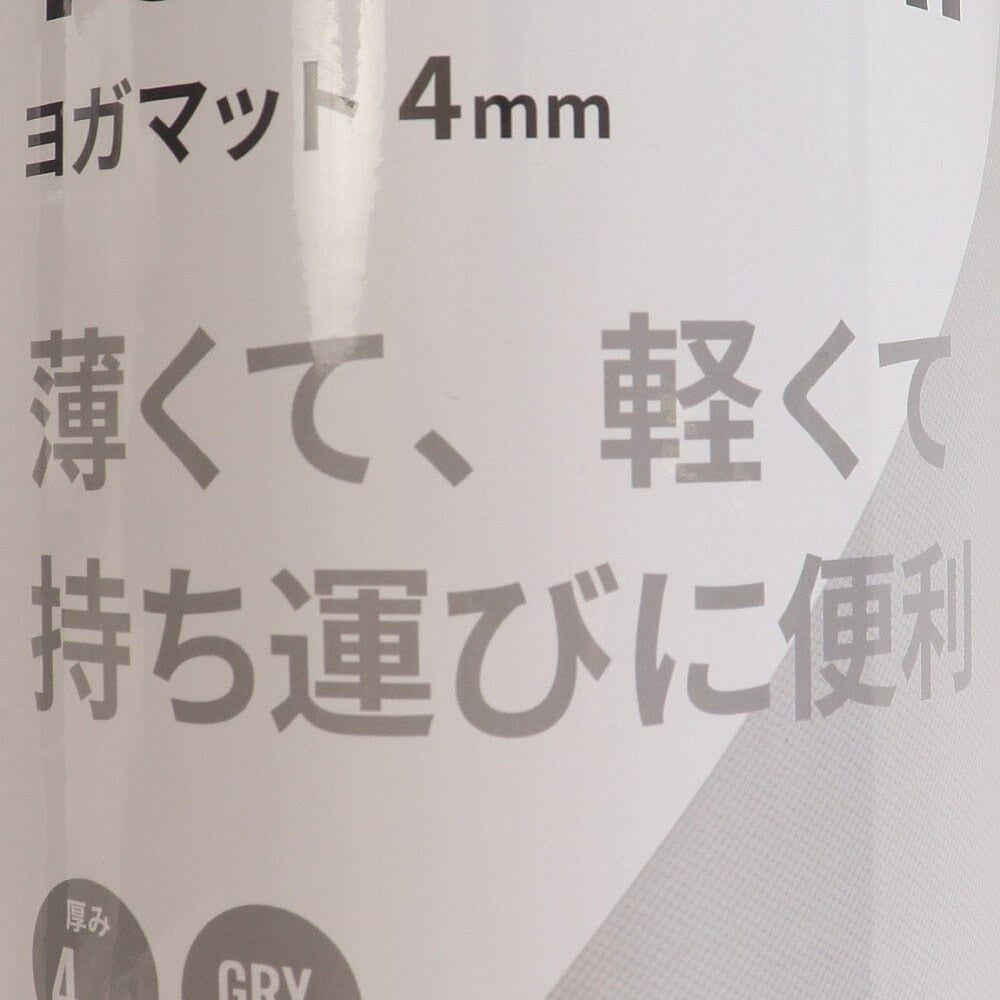 ヨガマット 4mm
薄くて、軽くて
持ち運びに便利
厚み
4
GRY